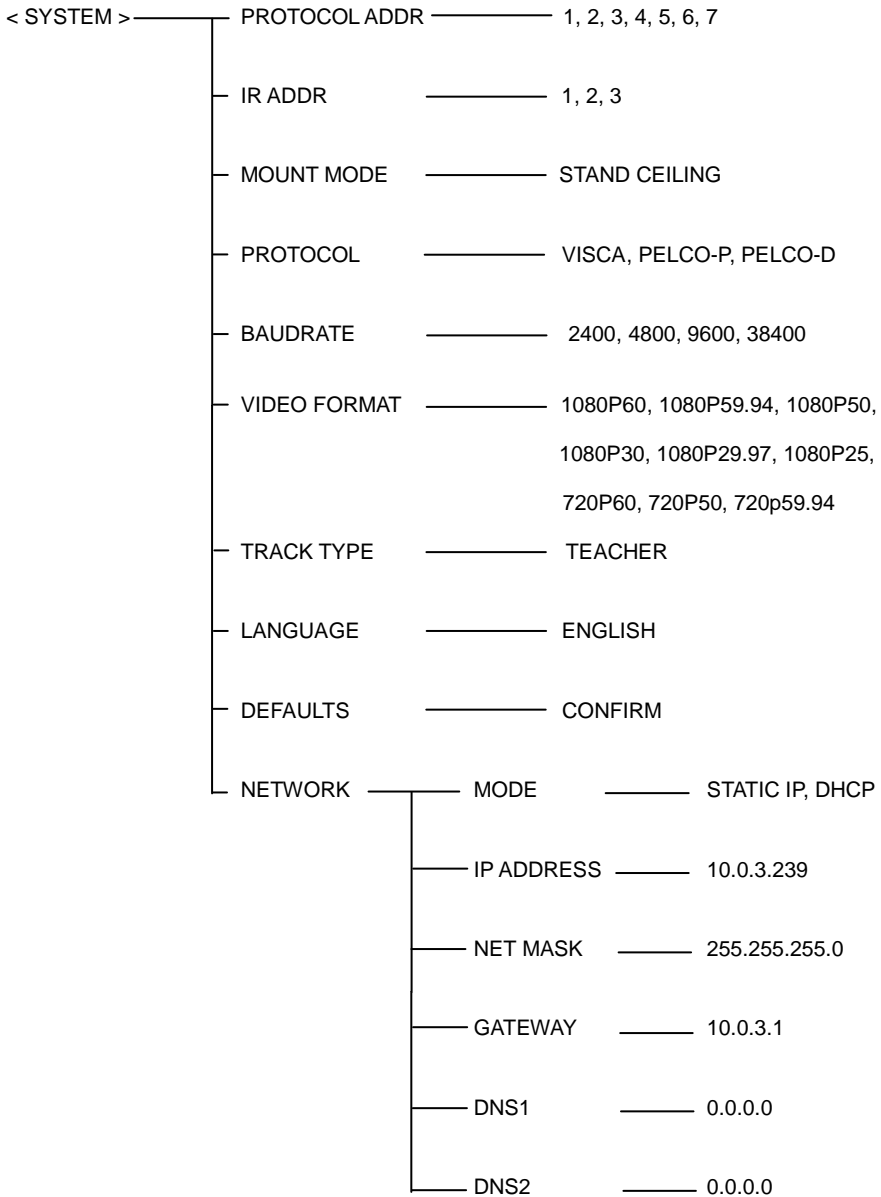 < SYSTEM > PROTOCOL ADDR 1, 2, 3, 4, 5, 6, 7
IR ADDR 1, 2, 3
MOUNT MODE STAND CEILING
PROTOCOL VISCA, PELCO-P, PELCO-D
BAUDRATE 2400, 4800, 9600, 38400
VIDEO FORMAT 1080P60, 1080P59.94, 1080P50,
1080P30, 1080P29.97, 1080P25,
720P60, 720P50, 720p59.94
TRACK TYPE TEACHER
LANGUAGE ENGLISH
DEFAULTS CONFIRM
NETWORK MODE STATIC IP, DHCP
IP ADDRESS 10.0.3.239
NET MASK 255.255.255.0
GATEWAY 10.0.3.1
DNS1 0.0.0.0
DNS2 0.0.0.0